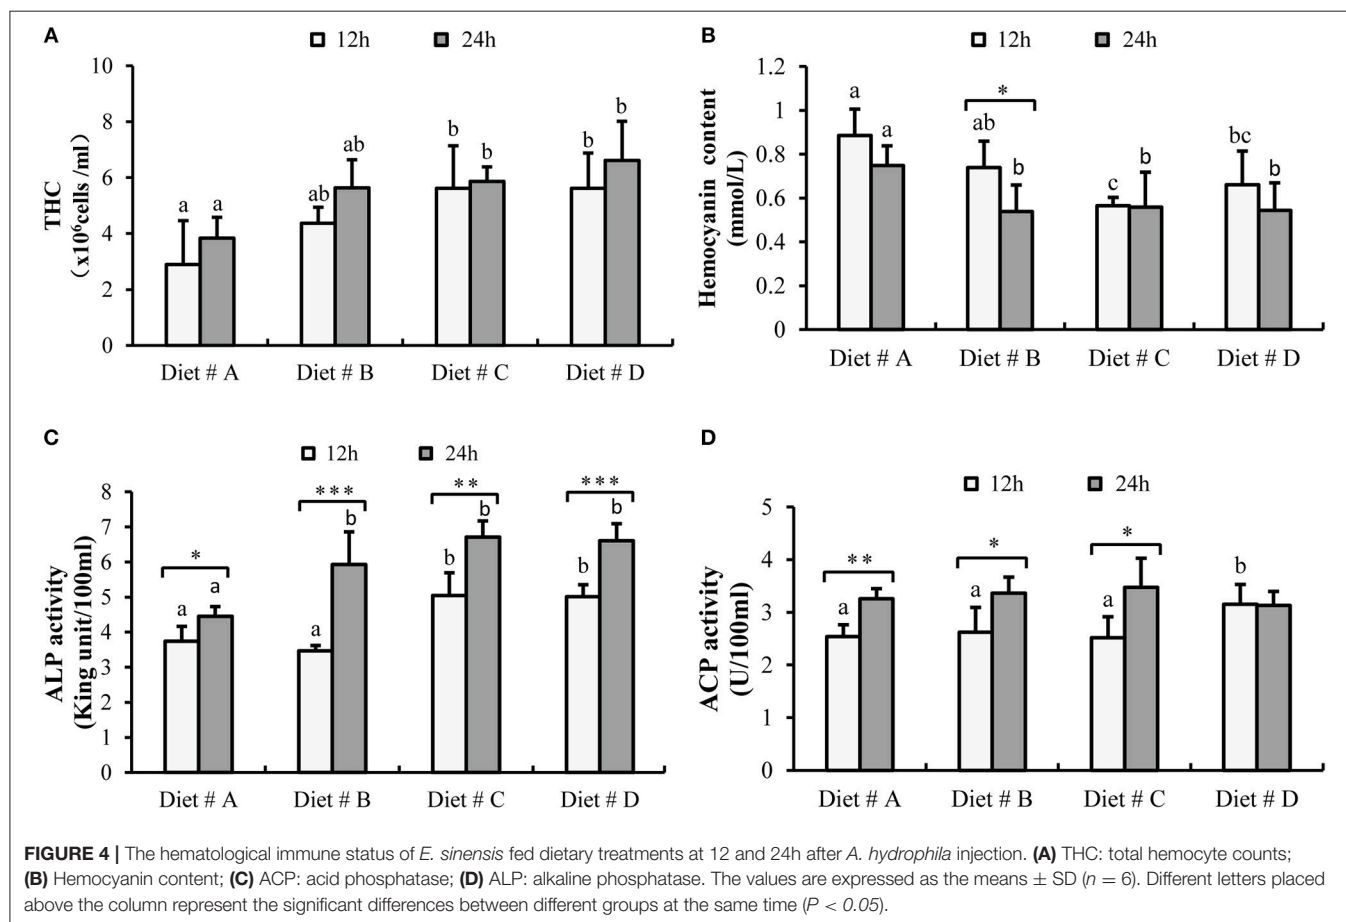 A
12h 24h
10
8
6
4
2
0
THC
(x10⁶cells /ml)
a a ab ab b b b b
Diet # A Diet # B Diet # C Diet # D
B
12h 24h
1.2
1
0.8
0.6
0.4
0.2
0
Hemocyanin content
(mmol/L)
*
a a ab b c b bc b
Diet # A Diet # B Diet # C Diet # D
C
12h 24h
8
7
6
5
4
3
2
1
0
ALP activity
(King unit/100ml)
* *** ** ***
a a a b b b b b
Diet # A Diet # B Diet # C Diet # D
D
12h 24h
5
4
3
2
1
0
ACP activity
(U/100ml)
** * *
a a a b
Diet # A Diet # B Diet # C Diet # D
FIGURE 4 | The hematological immune status of E. sinensis fed dietary treatments at 12 and 24h after A. hydrophila injection. (A) THC: total hemocyte counts;
(B) Hemocyanin content; (C) ACP: acid phosphatase; (D) ALP: alkaline phosphatase. The values are expressed as the means ± SD (n = 6). Different letters placed
above the column represent the significant differences between different groups at the same time (P < 0.05).